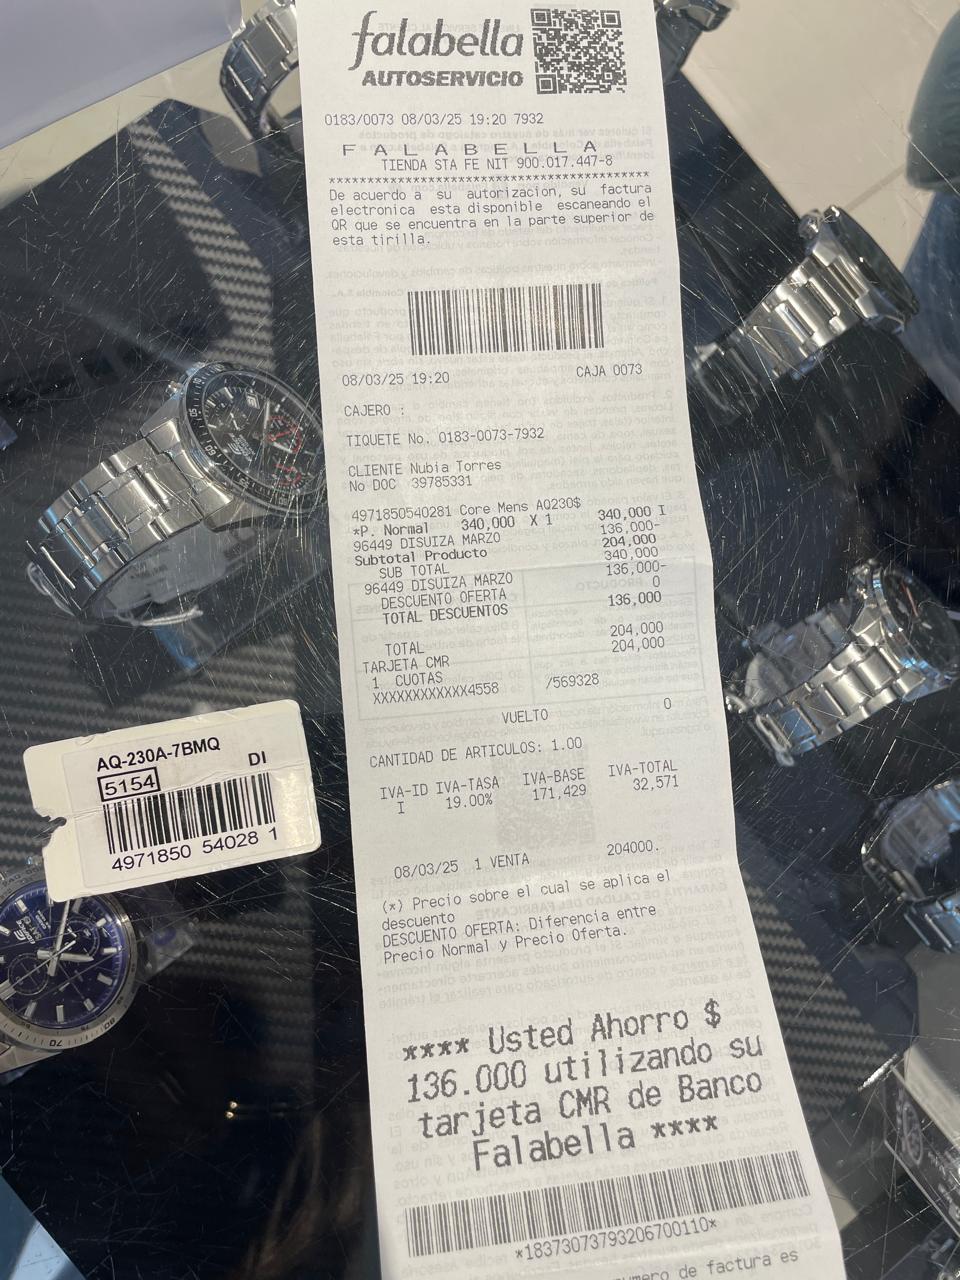 falabella
AUTOSERVICIO
0183/0073 08/03/25 19:20 7932
F A L A B E L L A
TIENDA STA FE NIT 900.017.447-8
******************************************************
De acuerdo a su autorizacion, su factura
electronica esta disponible escaneando el
QR que se encuentra en la parte superior de
esta tirilla.
08/03/25 19:20 CAJA 0073
CAJERO :
TIQUETE No. 0183-0073-7932
CLIENTE Nubia Torres
No DOC 39785331
4971850540281 Core Mens AQ230$
*P. Normal 340,000 X 1 340,000 I
96449 DISUIZA MARZO 136,000-
Subtotal Producto 204,000
SUB TOTAL 340,000
96449 DISUIZA MARZO 136,000-
DESCUENTO OFERTA 0
TOTAL DESCUENTOS 136,000
TOTAL 204,000
TARJETA CMR 204,000
1 CUOTAS
XXXXXXXXXXXX4558 /569328
VUELTO 0
CANTIDAD DE ARTICULOS: 1.00
IVA-ID IVA-TASA IVA-BASE IVA-TOTAL
I 19.00% 171,429 32,571
08/03/25 1 VENTA 204000.
(*) Precio sobre el cual se aplica el
descuento
DESCUENTO OFERTA: Diferencia entre
Precio Normal y Precio Oferta.
**** Usted Ahorro $
136.000 utilizando su
tarjeta CMR de Banco
Falabella ****
*18373073793206700110*
numero de factura es
AQ-230A-7BMQ
5154 DI
4971850 54028 1